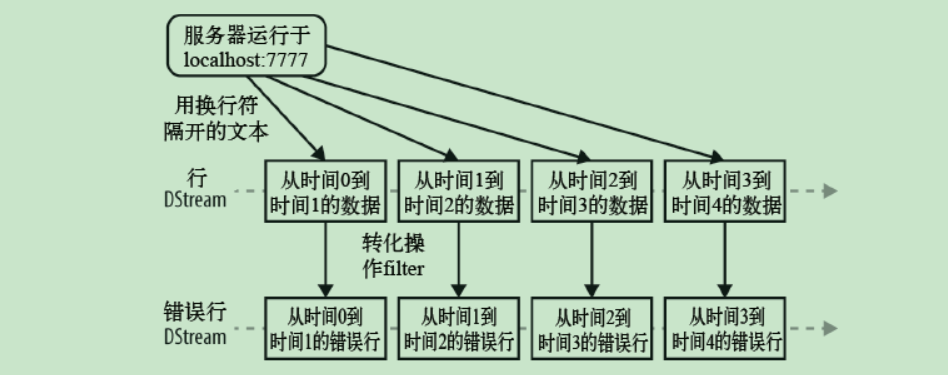 服务器运行于
localhost:7777
用换行符
隔开的文本
行
DStream
从时间0到
时间1的数据
从时间1到
时间2的数据
从时间2到
时间3的数据
从时间3到
时间4的数据
转化操
作filter
错误行
DStream
从时间0到
时间1的错误行
从时间1到
时间2的错误行
从时间2到
时间3的错误行
从时间3到
时间4的错误行